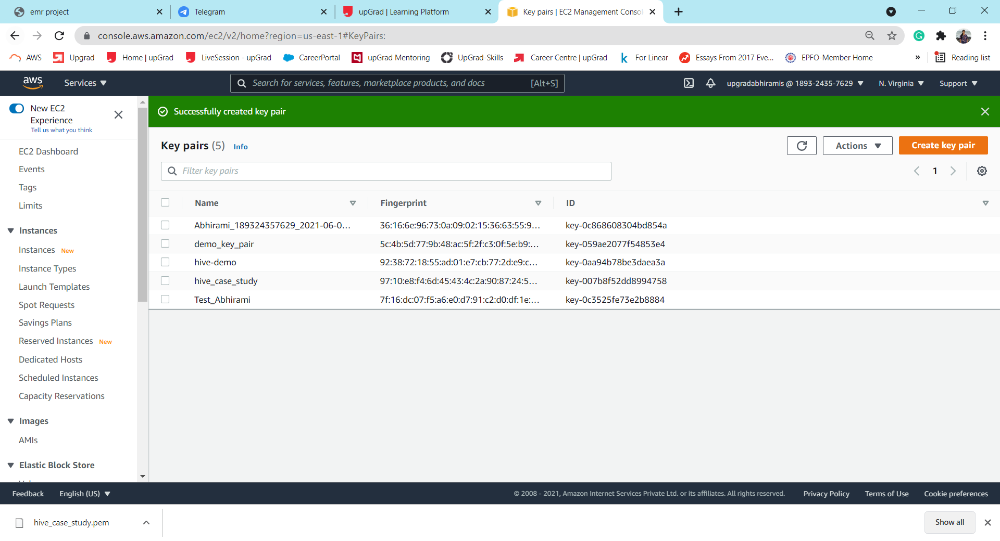 emr project
Telegram
upGrad | Learning Platform
Key pairs | EC2 Management Conso
console.aws.amazon.com/ec2/v2/home?region=us-east-1#KeyPairs:
AWS
Upgrad
Home | upGrad
LiveSession - upGrad
CareerPortal
upGrad Mentoring
UpGrad-Skills
Career Centre | upGrad
For Linear
Essays From 2017 Eve...
EPFO-Member Home
»
Reading list
aws
Services
Search for services, features, marketplace products, and docs [Alt+S]
upgradabhiramis @ 1893-2435-7629
N. Virginia
Support
New EC2
Experience
Tell us what you think
Successfully created key pair
EC2 Dashboard
Events
Tags
Limits
Instances
Instances New
Instance Types
Launch Templates
Spot Requests
Savings Plans
Reserved Instances New
Dedicated Hosts
Scheduled Instances
Capacity Reservations
Images
AMIs
Elastic Block Store
Key pairs (5) Info
Actions
Create key pair
Filter key pairs
1
Name Fingerprint ID
Abhirami_189324357629_2021-06-0... 36:16:6e:96:73:0a:09:02:15:36:63:55:9... key-0c868608304bd854a
demo_key_pair 5c:4b:5d:77:9b:48:ac:5f:2f:c3:0f:5e:b9:... key-059ae2077f54853e4
hive-demo 92:38:72:18:55:ad:01:e7:cb:77:2d:e9:c... key-0aa94b78be3daea3a
hive_case_study 97:10:e8:f4:6d:45:43:4c:2a:90:87:24:5... key-007b8f52dd8994758
Test_Abhirami 7f:16:dc:07:f5:a6:e0:d7:91:c2:d0:df:1e:... key-0c3525fe73e2b8884
Feedback
English (US)
© 2008 - 2021, Amazon Internet Services Private Ltd. or its affiliates. All rights reserved.
Privacy Policy
Terms of Use
Cookie preferences
hive_case_study.pem
Show all